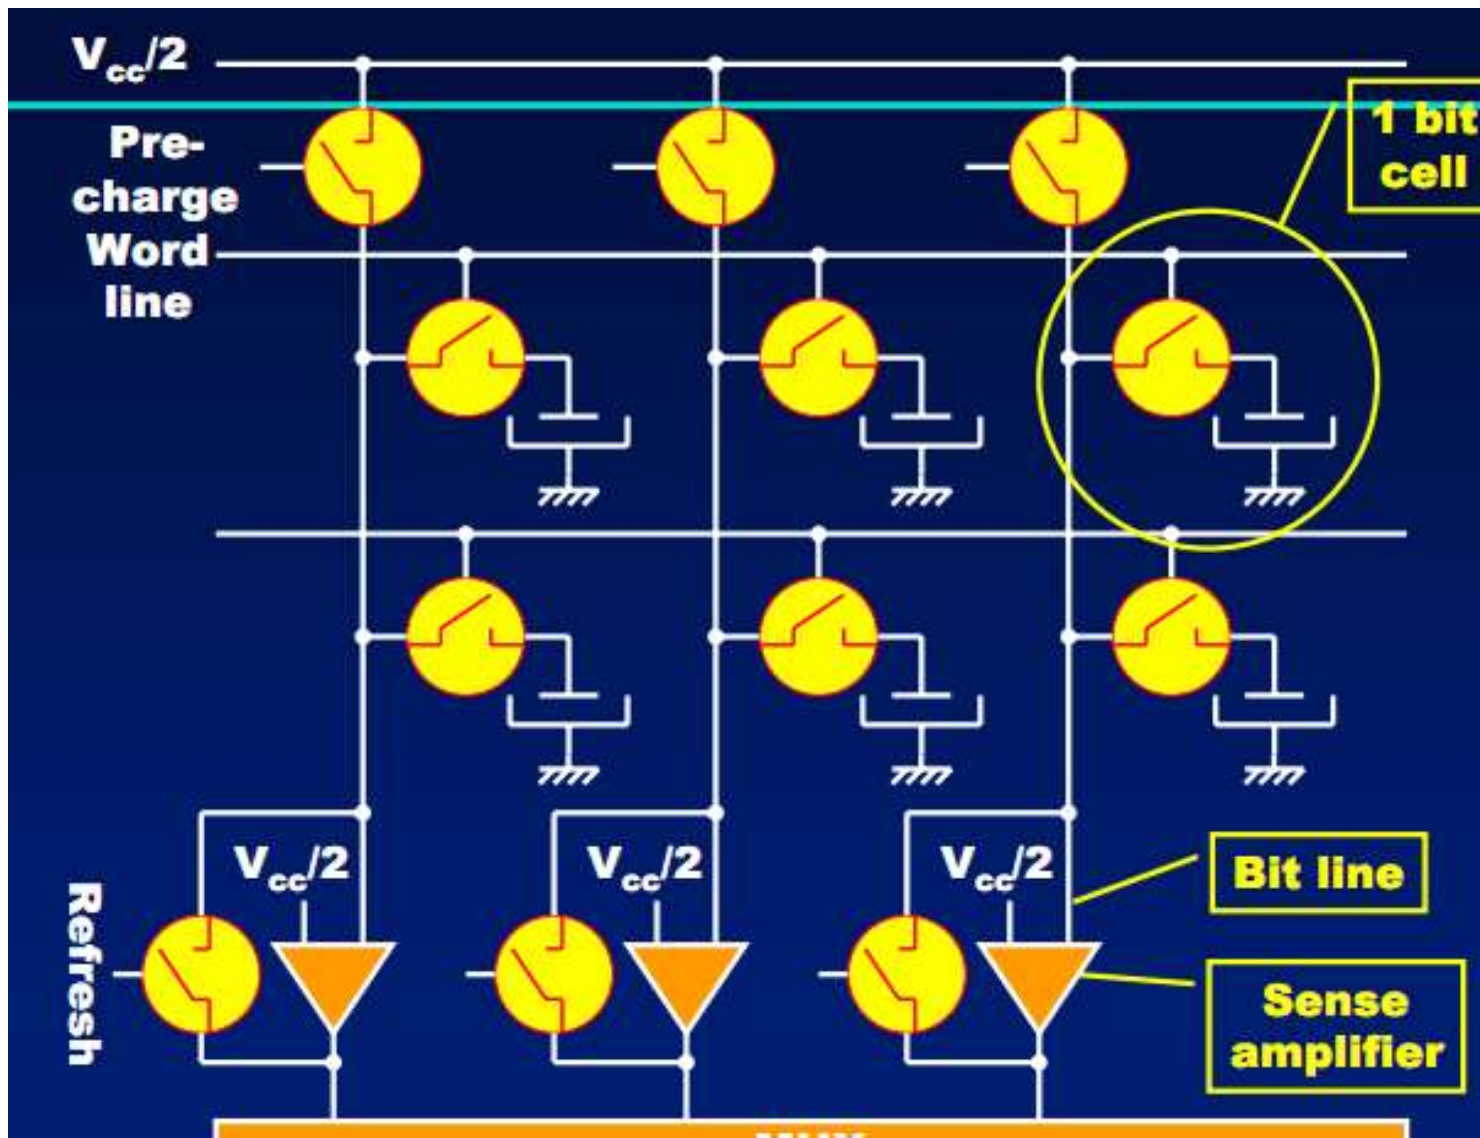 Vcc/2
Pre-
charge
Word
line
1 bit
cell
Vcc/2
Vcc/2
Vcc/2
Refresh
Bit line
Sense
amplifier